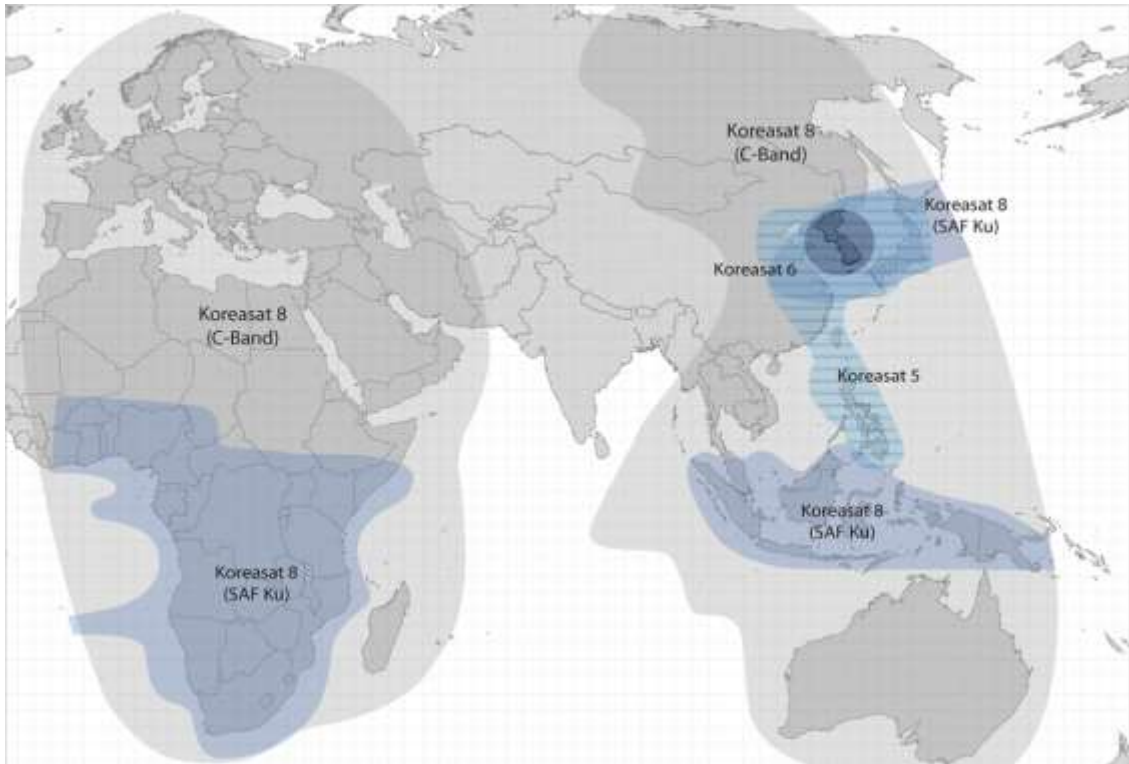 Koreasat 8
(C-Band)
Koreasat 8
(SAF Ku)
Koreasat 6
Koreasat 8
(C-Band)
Koreasat 5
Koreasat 8
(SAF Ku)
Koreasat 8
(SAF Ku)